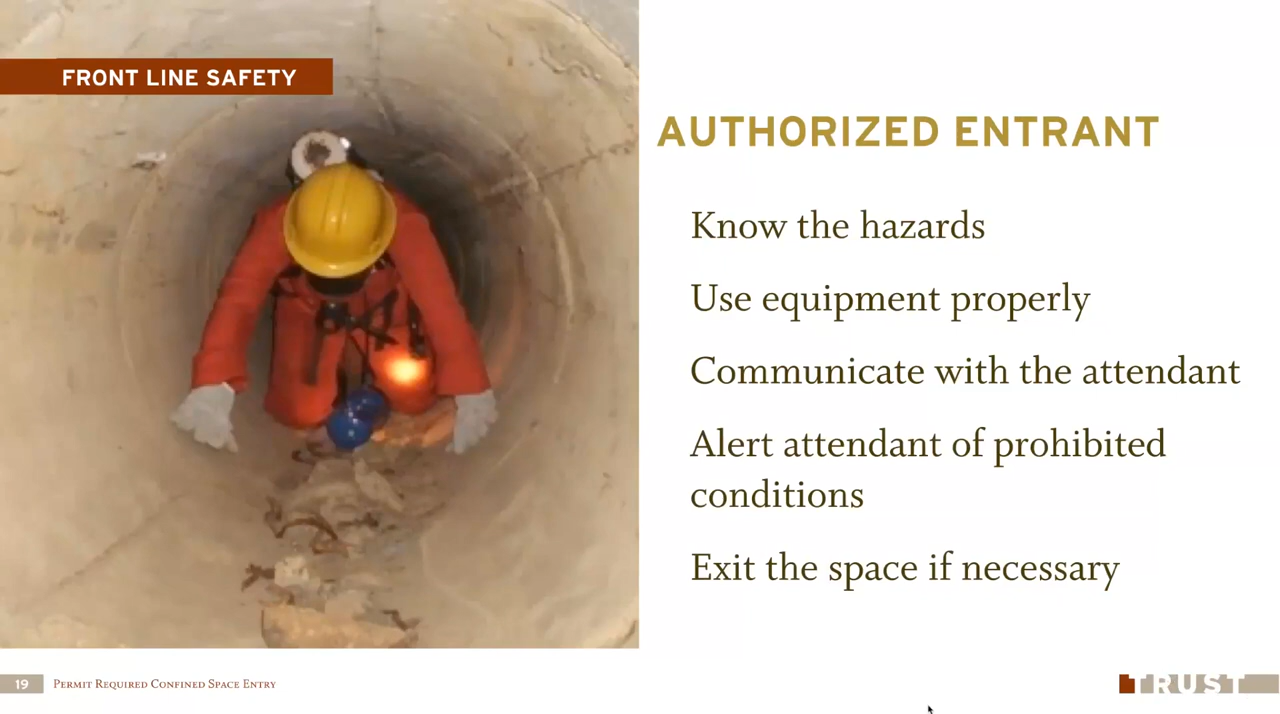 FRONT LINE SAFETY
AUTHORIZED ENTRANT
Know the hazards
Use equipment properly
Communicate with the attendant
Alert attendant of prohibited
conditions
Exit the space if necessary
19 PERMIT REQUIRED CONFINED SPACE ENTRY
TRUST